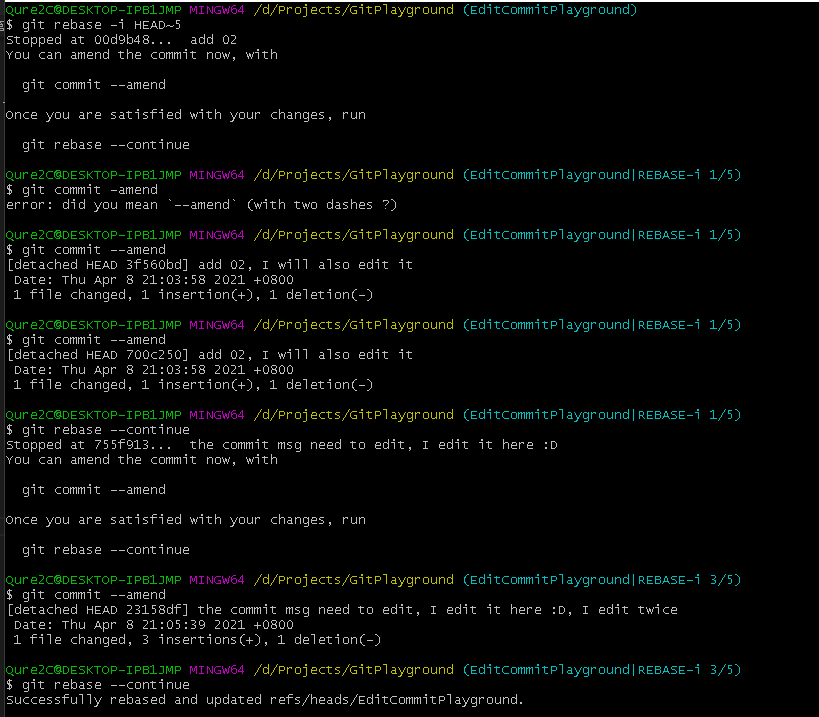 Qure2C@DESKTOP-IPB1JMP MINGW64 /d/Projects/GitPlayground (EditCommitPlayground)
$ git rebase -i HEAD~5
Stopped at 00d9b48...  add 02
You can amend the commit now, with
  git commit --amend
Once you are satisfied with your changes, run
  git rebase --continue
Qure2C@DESKTOP-IPB1JMP MINGW64 /d/Projects/GitPlayground (EditCommitPlayground|REBASE-i 1/5)
$ git commit -amend
error: did you mean `--amend` (with two dashes ?)
Qure2C@DESKTOP-IPB1JMP MINGW64 /d/Projects/GitPlayground (EditCommitPlayground|REBASE-i 1/5)
$ git commit --amend
[detached HEAD 3f560bd] add 02, I will also edit it
 Date: Thu Apr 8 21:03:58 2021 +0800
 1 file changed, 1 insertion(+), 1 deletion(-)
Qure2C@DESKTOP-IPB1JMP MINGW64 /d/Projects/GitPlayground (EditCommitPlayground|REBASE-i 1/5)
$ git commit --amend
[detached HEAD 700c250] add 02, I will also edit it
 Date: Thu Apr 8 21:03:58 2021 +0800
 1 file changed, 1 insertion(+), 1 deletion(-)
Qure2C@DESKTOP-IPB1JMP MINGW64 /d/Projects/GitPlayground (EditCommitPlayground|REBASE-i 1/5)
$ git rebase --continue
Stopped at 755f913...  the commit msg need to edit, I edit it here :D
You can amend the commit now, with
  git commit --amend
Once you are satisfied with your changes, run
  git rebase --continue
Qure2C@DESKTOP-IPB1JMP MINGW64 /d/Projects/GitPlayground (EditCommitPlayground|REBASE-i 3/5)
$ git commit --amend
[detached HEAD 23158df] the commit msg need to edit, I edit it here :D, I edit twice
 Date: Thu Apr 8 21:05:39 2021 +0800
 1 file changed, 3 insertions(+), 1 deletion(-)
Qure2C@DESKTOP-IPB1JMP MINGW64 /d/Projects/GitPlayground (EditCommitPlayground|REBASE-i 3/5)
$ git rebase --continue
Successfully rebased and updated refs/heads/EditCommitPlayground.